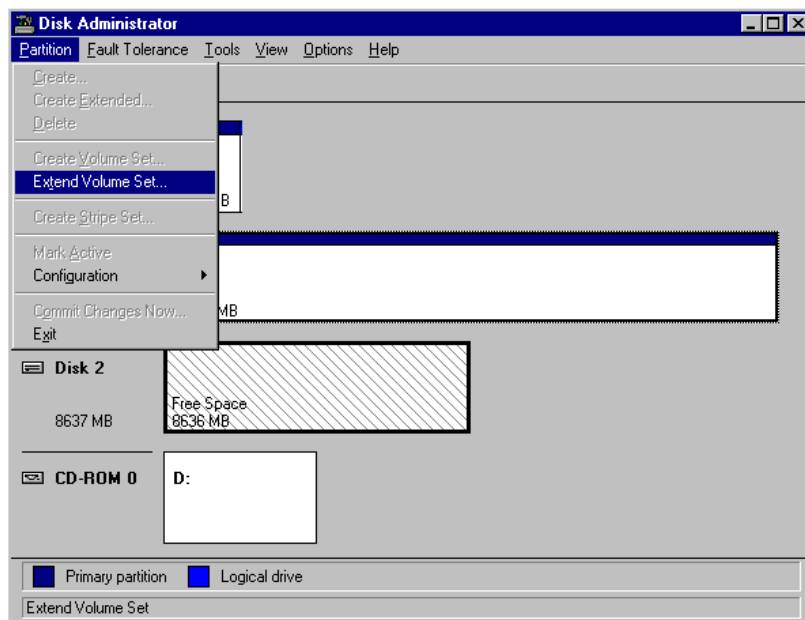 Disk Administrator
Partition Fault Tolerance Tools View Options Help
Create...
Create Extended...
Delete
Create Volume Set...
Extend Volume Set...
B
Create Stripe Set...
Mark Active
Configuration
Commit Changes Now...
MB
Exit
Disk 2
Free Space
8637 MB
8636 MB
CD-ROM 0
D:
Primary partition Logical drive
Extend Volume Set